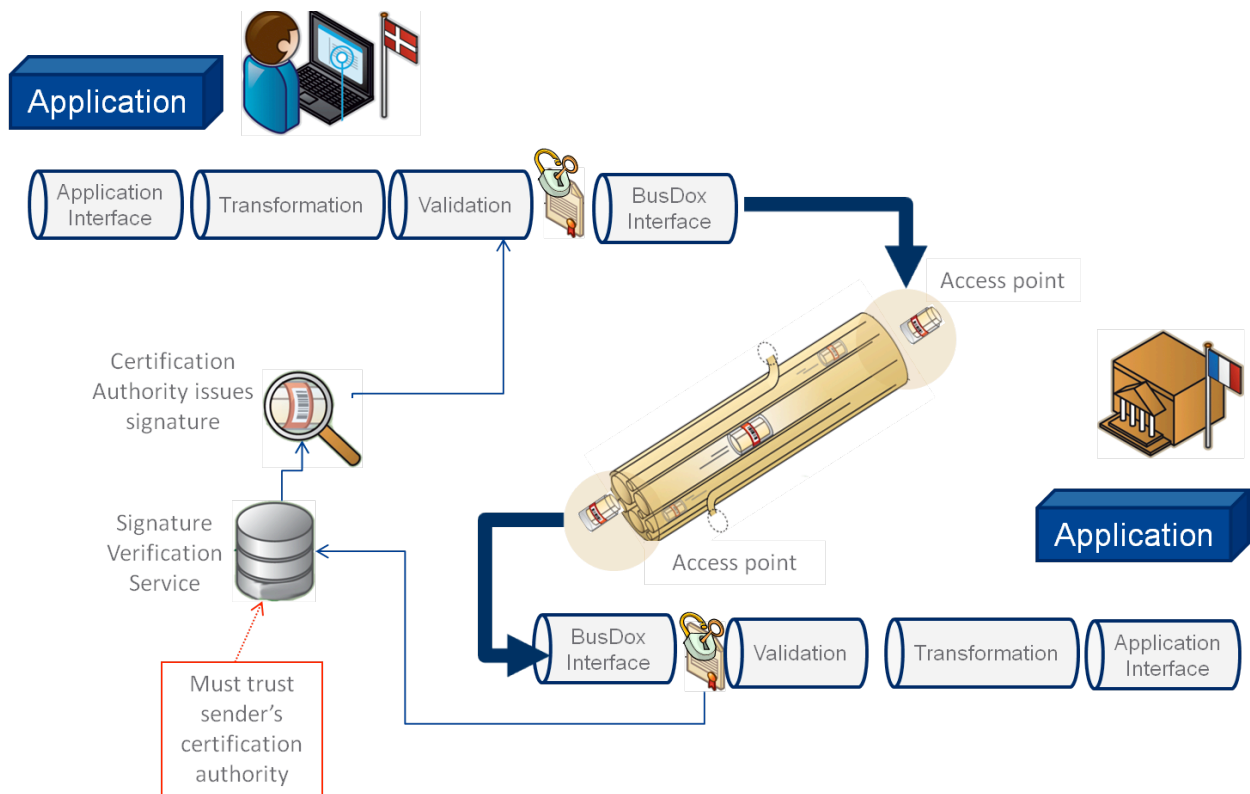 Application
Application
Interface
Transformation
Validation
BusDox
Interface
Access point
Certification
Authority issues
signature
Signature
Verification
Service
Access point
Application
BusDox
Interface
Validation
Transformation
Application
Interface
Must trust
sender’s
certification
authority